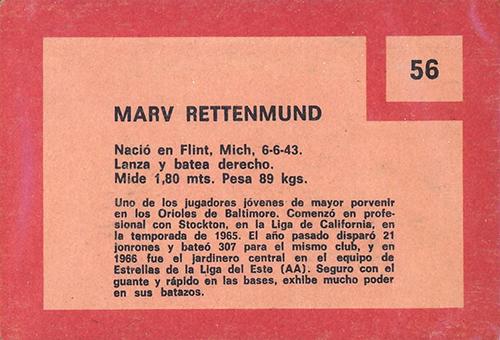 56
MARV RETTENMUND
Nació en Flint, Mich, 6-6-43.
Lanza y batea derecho.
Mide 1,80 mts. Pesa 89 kgs.
Uno de los jugadores jóvenes de mayor porvenir
en los Orioles de Baltimore. Comenzó en profe-
sional con Stockton, en la Liga de California, en
la temporada de 1965. El año pasado disparó 21
jonrones y bateó 307 para el mismo club, y en
1966 fue el jardinero central en el equipo de
Estrellas de la Liga del Este (AA). Seguro con el
guante y rápido en las bases, exhibe mucho poder
en sus batazos.